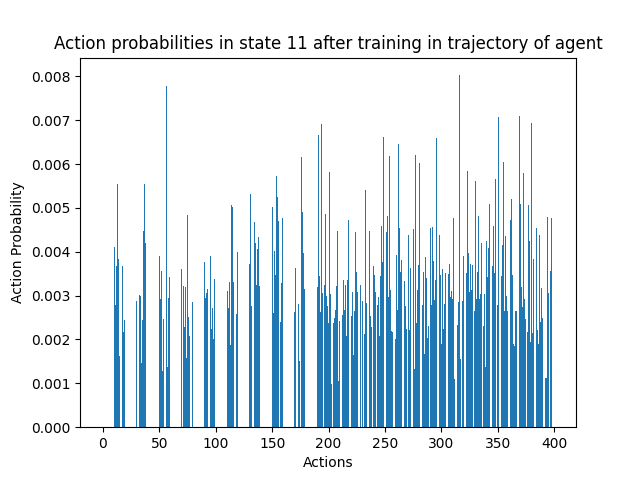 Action probabilities in state 11 after training in trajectory of agent
0.008
0.007
0.006
0.005
0.004
0.003
0.002
0.001
0.000
Action Probability
0 50 100 150 200 250 300 350 400
Actions